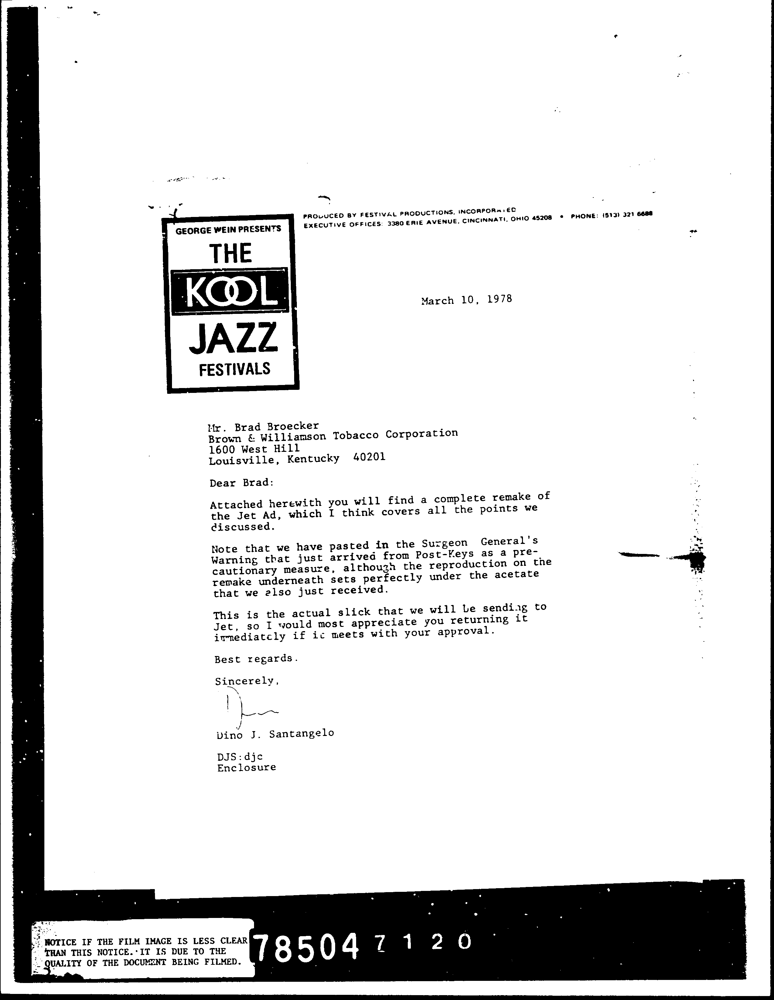 PRODUCED BY FESTIVAL PRODUCTIONS, INCORPORATED
EXECUTIVE OFFICES: 3380 ERIE AVENUE, CINCINNATI, OHIO 45208 • PHONE: (513) 321 6688
GEORGE WEIN PRESENTS
THE
KOOL
JAZZ
FESTIVALS
March 10, 1978
Mr. Brad Broecker
Brown & Williamson Tobacco Corporation
1600 West Hill
Louisville, Kentucky 40201
Dear Brad:
Attached herewith you will find a complete remake of
the Jet Ad, which I think covers all the points we
discussed.
Note that we have pasted in the Surgeon General's
Warning that just arrived from Post-Keys as a pre-
cautionary measure, although the reproduction on the
remake underneath sets perfectly under the acetate
that we also just received.
This is the actual slick that we will be sending to
Jet, so I would most appreciate you returning it
immediately if it meets with your approval.
Best regards.
Sincerely,
Dino J. Santangelo
DJS:djc
Enclosure
NOTICE IF THE FILM IMAGE IS LESS CLEAR
THAN THIS NOTICE. IT IS DUE TO THE
QUALITY OF THE DOCUMENT BEING FILMED.
78504 7120